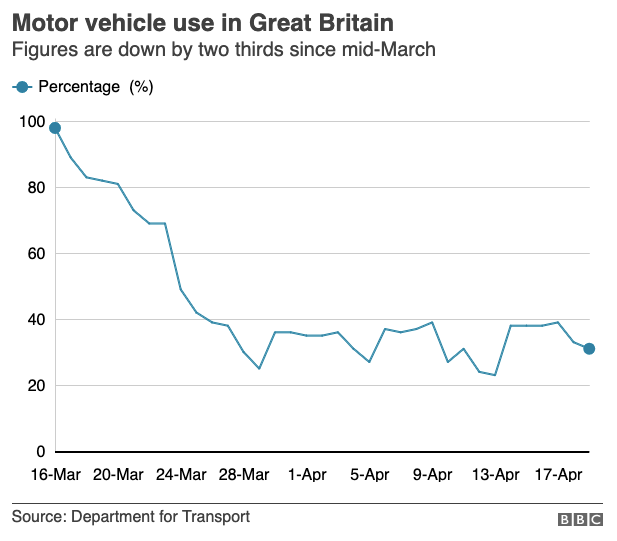 Motor vehicle use in Great Britain
Figures are down by two thirds since mid-March
Percentage (%)
100
80
60
40
20
0
16-Mar 20-Mar 24-Mar 28-Mar 1-Apr 5-Apr 9-Apr 13-Apr 17-Apr
Source: Department for Transport
BBC